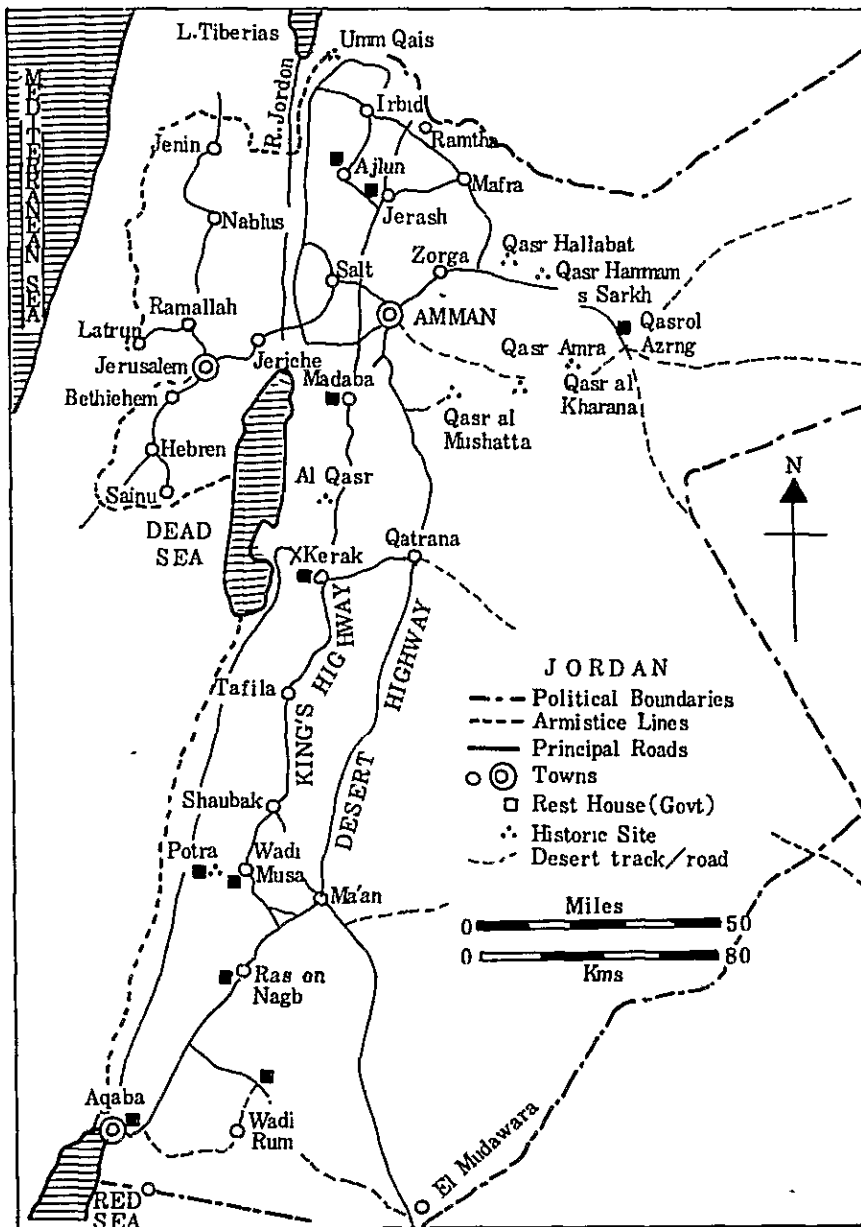 L. Tiberias
Umm Qais
MEDITERRANEAN SEA
R. Jordon
Irbid
Ramtha
Jenin
Ajlun
Mafra
Jerash
Nablus
Qasr Hallabat
Zorga
Salt
Qasr Hammam
s Sarkh
Ramallah
AMMAN
Qasrol
Azrng
Latrun
Jerusalem
Jeriche
Qasr Amra
Madaba
Qasr al
Kharana
Bethiehem
Qasr al
Mushatta
Hebren
Al Qasr
N
Sainu
DEAD
SEA
XKerak
Qatrana
KING'S HIGHWAY
DESERT HIGHWAY
Tafila
JORDAN
Political Boundaries
Armistice Lines
Principal Roads
Towns
Rest House (Govt)
Historic Site
Desert track/road
Shaubak
Potra
Wadi
Musa
Ma'an
Miles
0 50
0 80
Kms
Ras on
Nagb
Aqaba
Wadi
Rum
El Mudawara
RED
SEA